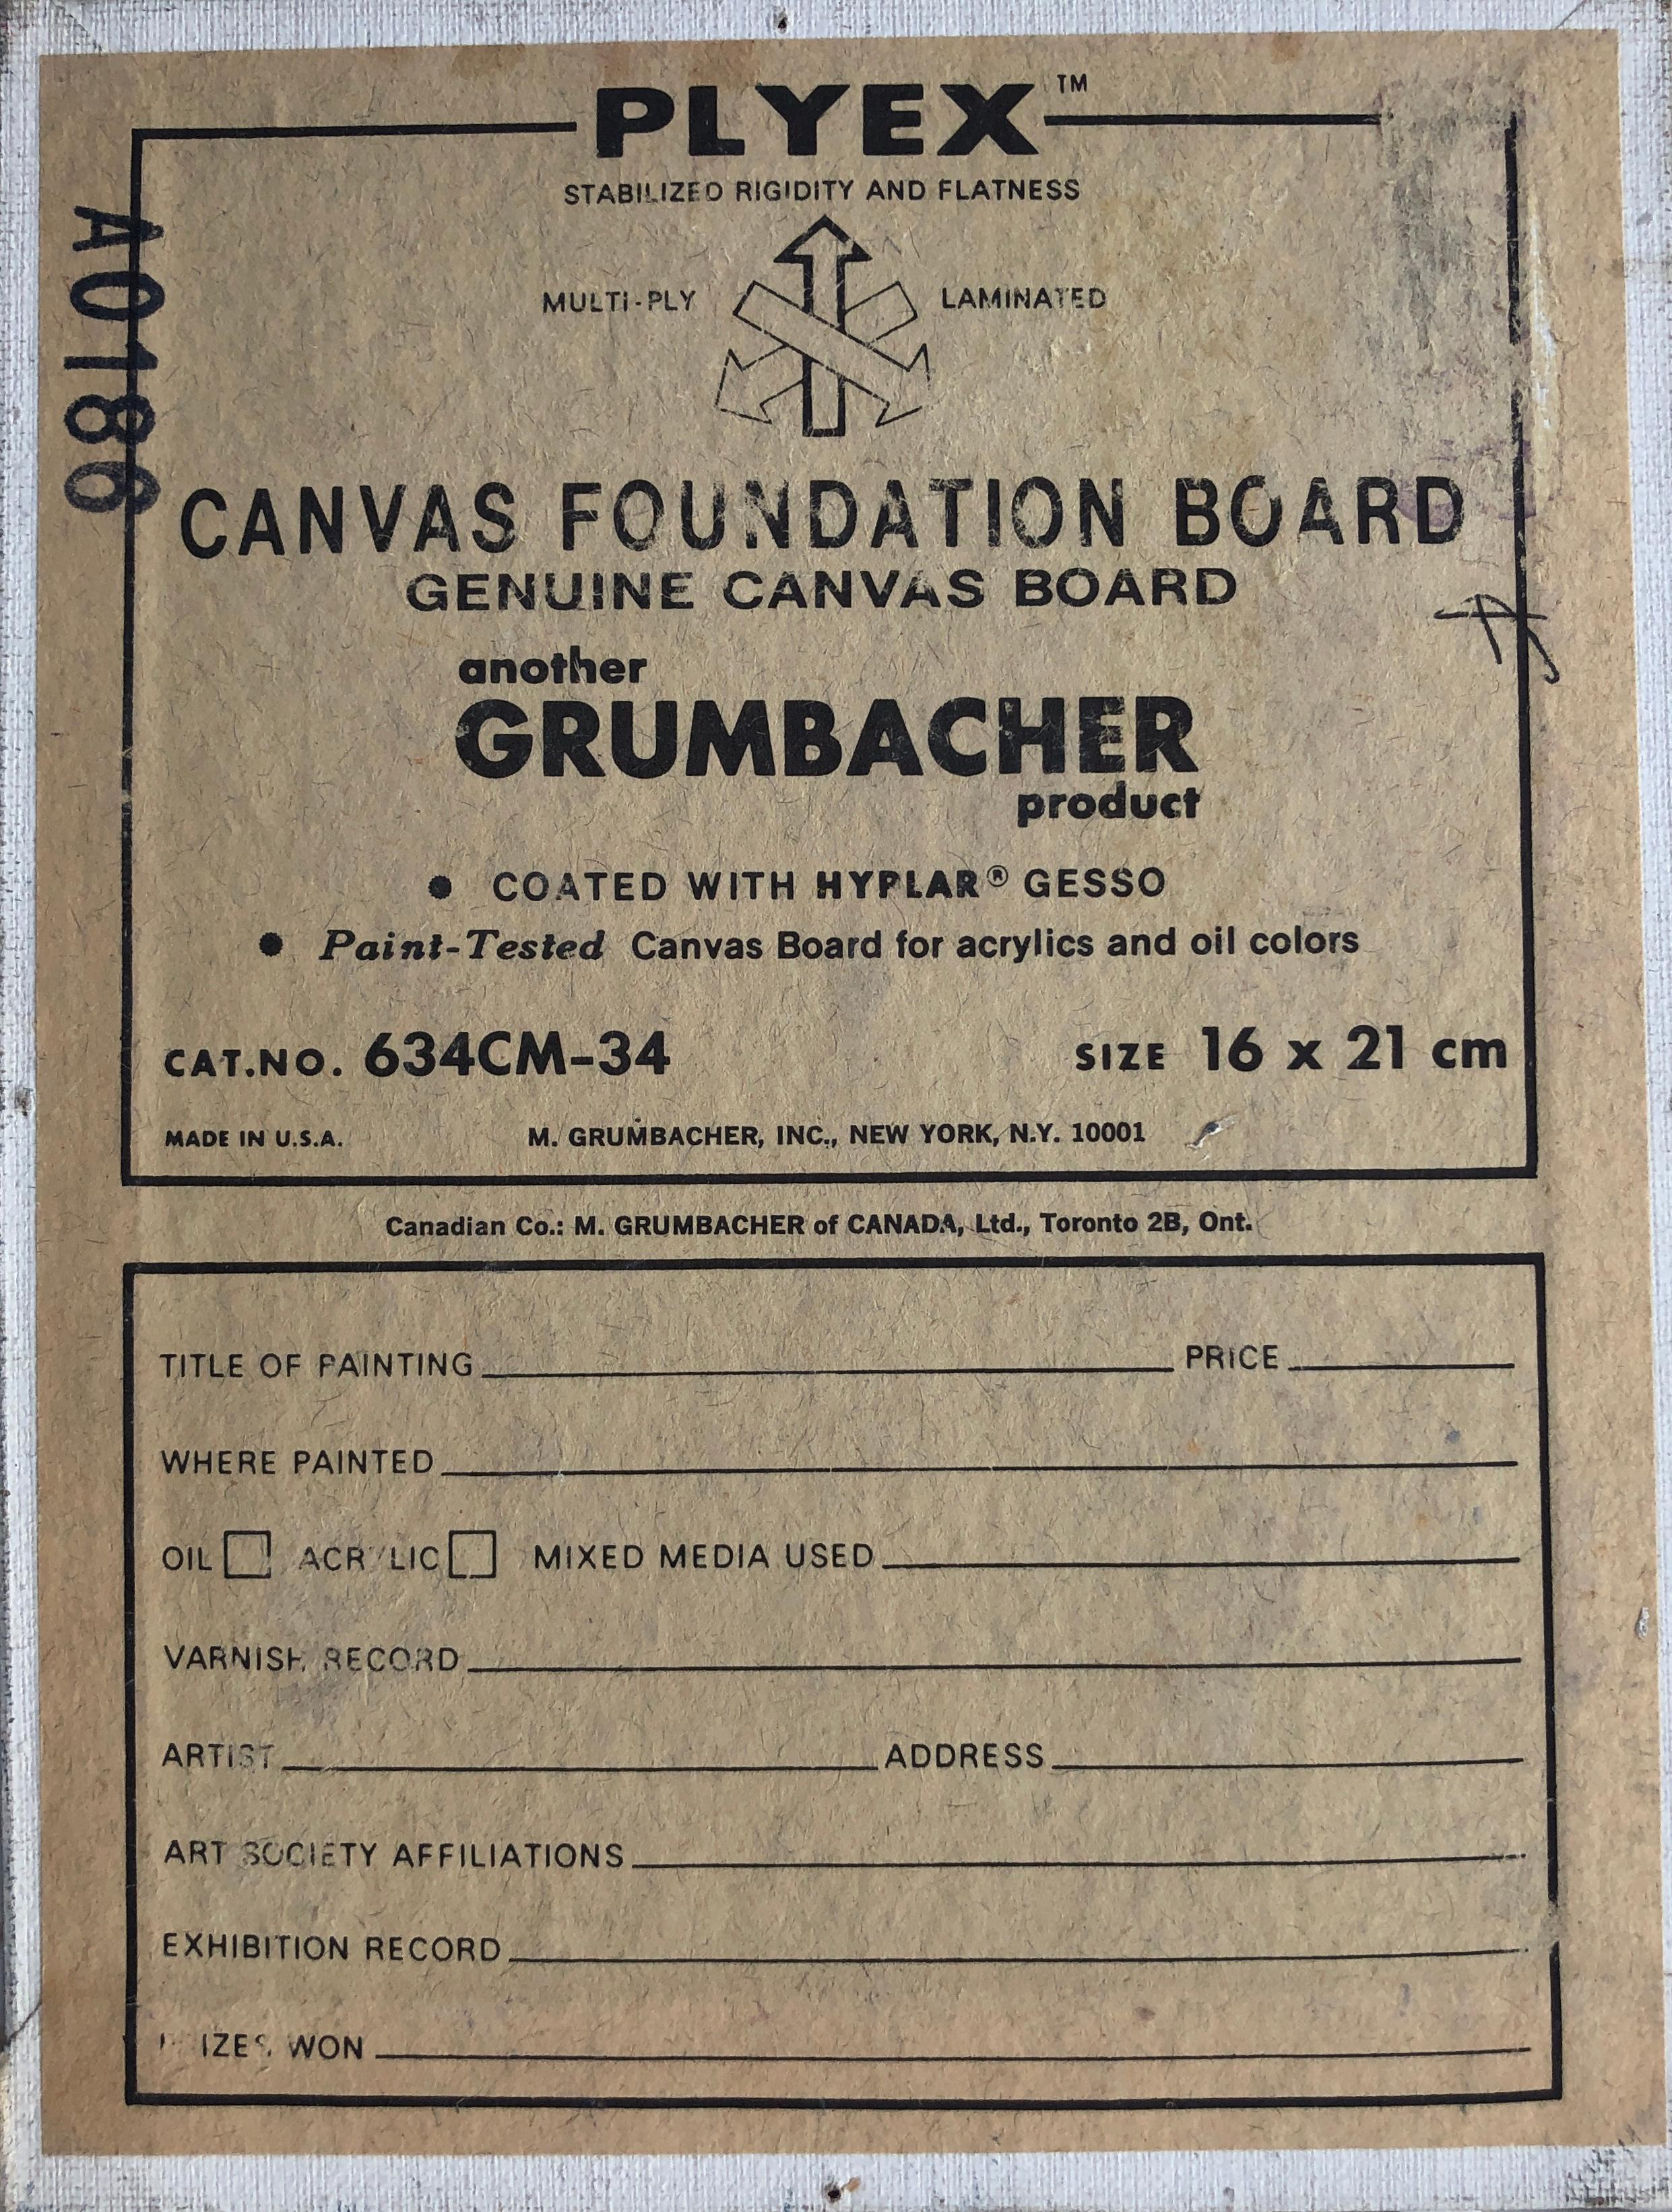 PLYEX™
STABILIZED RIGIDITY AND FLATNESS
MULTI-PLY LAMINATED
A0186
CANVAS FOUNDATION BOARD
GENUINE CANVAS BOARD
another
GRUMBACHER
product
• COATED WITH HYPLAR® GESSO
• Paint-Tested Canvas Board for acrylics and oil colors
CAT.NO. 634CM-34 SIZE 16 x 21 cm
MADE IN U.S.A. M. GRUMBACHER, INC., NEW YORK, N.Y. 10001
Canadian Co.: M. GRUMBACHER of CANADA, Ltd., Toronto 2B, Ont.
TITLE OF PAINTING PRICE
WHERE PAINTED
OIL ACRYLIC MIXED MEDIA USED
VARNISH RECORD
ARTIST ADDRESS
ART SOCIETY AFFILIATIONS
EXHIBITION RECORD
PRIZES WON